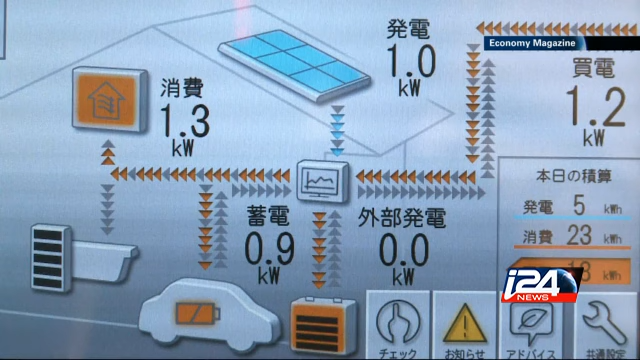 Economy Magazine
発電
1.0
kW
買電
1.2
kW
消費
1.3
kW
本日の積算
発電 5 kWh
消費 23 kWh
蓄電
0.9
kW
外部発電
0.0
kW
i24
NEWS
チェック
お知らせ
アドバイス
共通設定